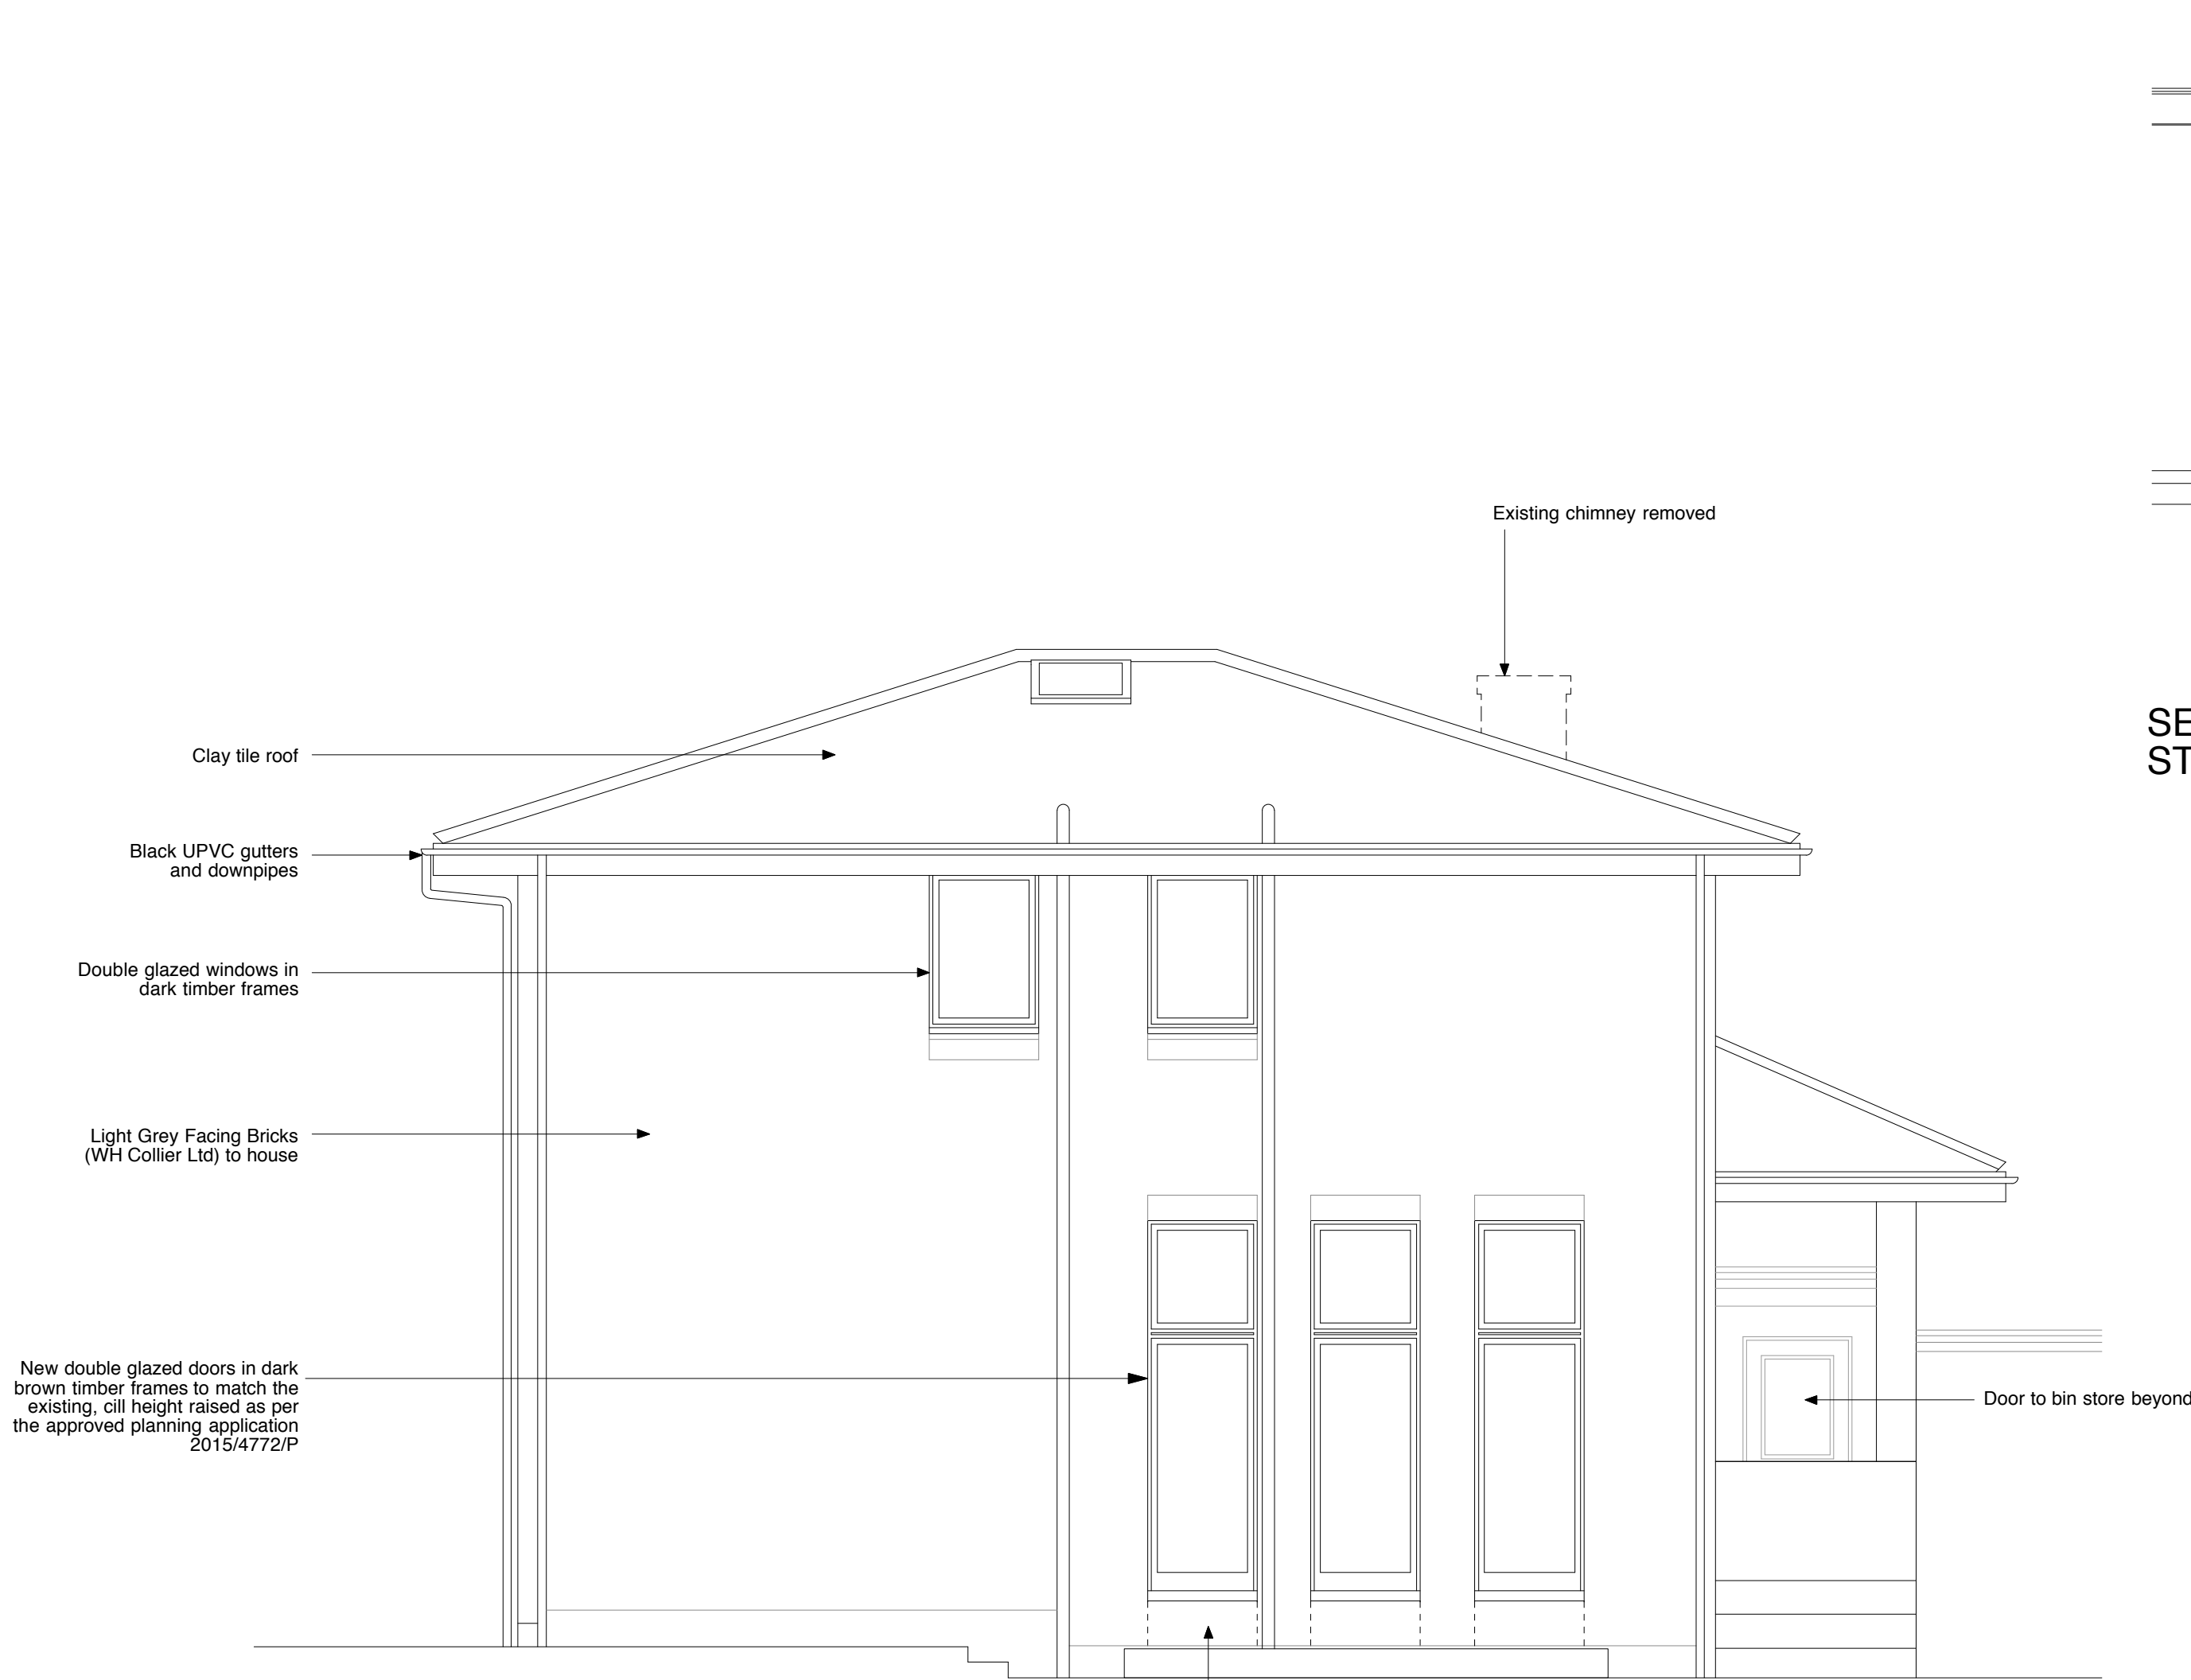 Existing chimney removed
SE
ST
Clay tile roof
Black UPVC gutters
and downpipes
Double glazed windows in
dark timber frames
Light Grey Facing Bricks
(WH Collier Ltd) to house
New double glazed doors in dark
brown timber frames to match the
existing, cill height raised as per
the approved planning application
2015/4772/P
Door to bin store beyond